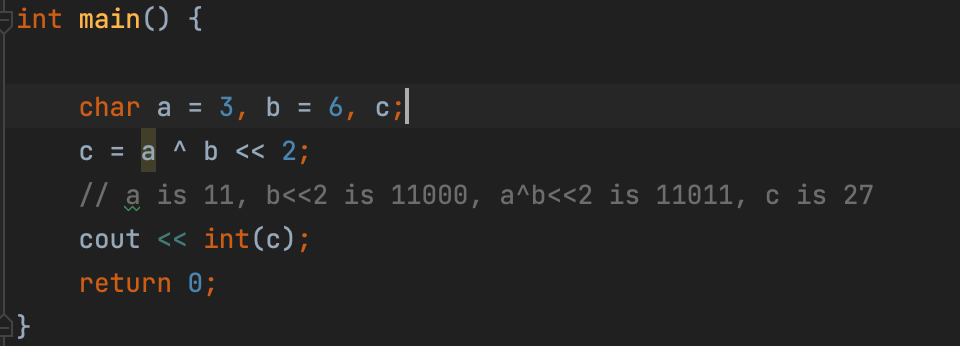 int main() {
char a = 3, b = 6, c;
c = a ^ b << 2;
// a is 11, b<<2 is 11000, a^b<<2 is 11011, c is 27
cout << int(c);
return 0;
}